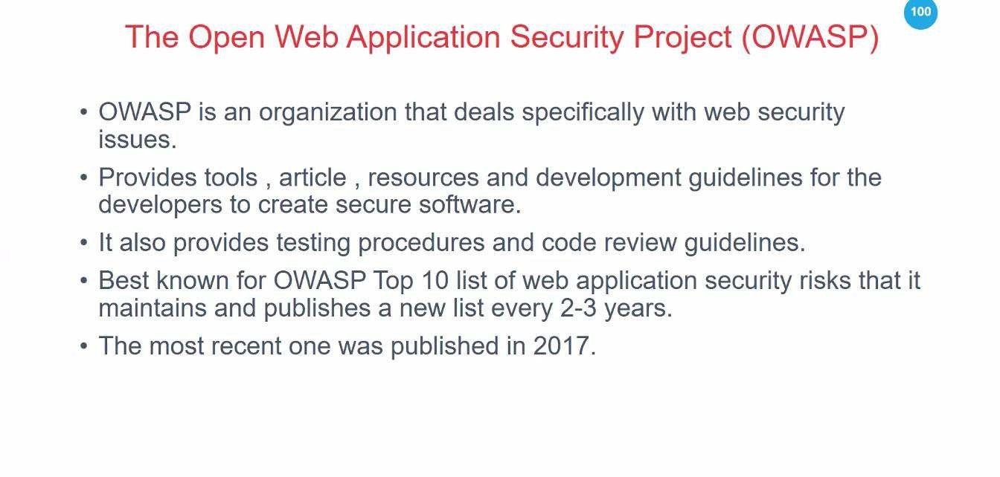 100
The Open Web Application Security Project (OWASP)
• OWASP is an organization that deals specifically with web security
issues.
• Provides tools , article , resources and development guidelines for the
developers to create secure software.
• It also provides testing procedures and code review guidelines.
• Best known for OWASP Top 10 list of web application security risks that it
maintains and publishes a new list every 2-3 years.
• The most recent one was published in 2017.